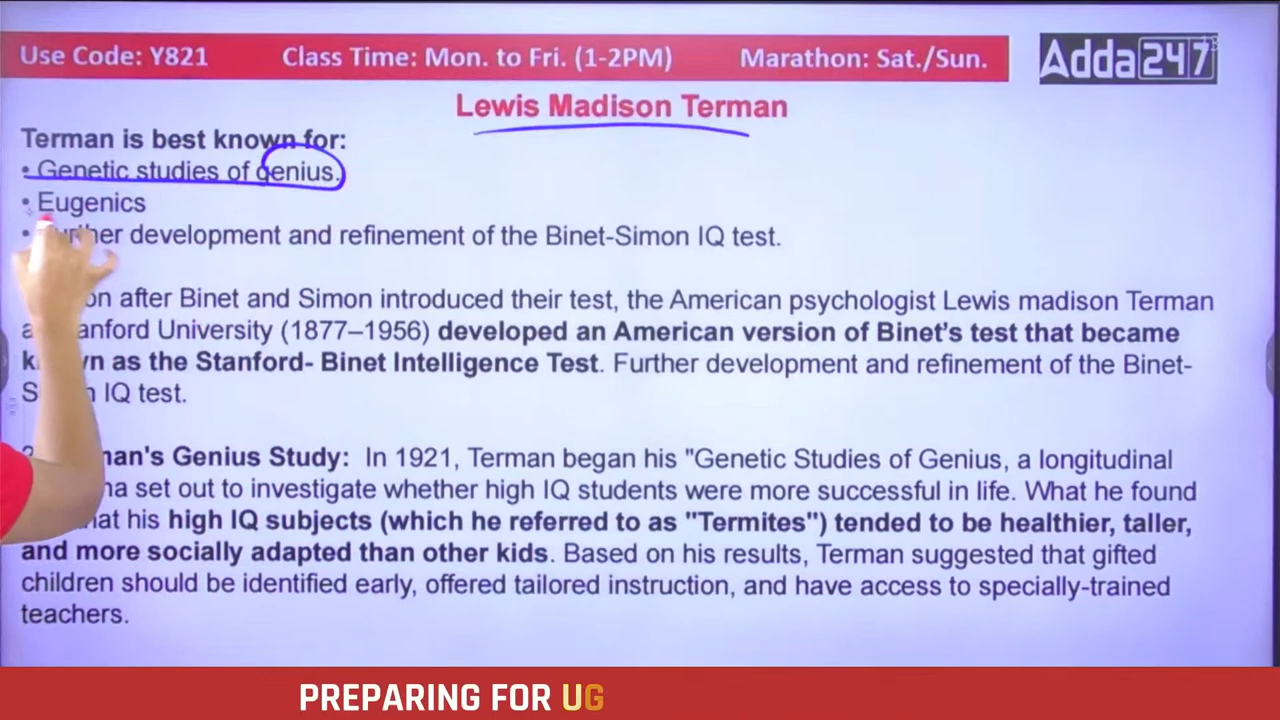 Use Code: Y821 Class Time: Mon. to Fri. (1-2PM) Marathon: Sat./Sun.
Adda247
Lewis Madison Terman
Terman is best known for:
• Genetic studies of genius.
• Eugenics
• Further development and refinement of the Binet-Simon IQ test.
on after Binet and Simon introduced their test, the American psychologist Lewis madison Terman
a anford University (1877–1956) developed an American version of Binet's test that became
k n as the Stanford- Binet Intelligence Test. Further development and refinement of the Binet-
S n IQ test.
nan's Genius Study: In 1921, Terman began his "Genetic Studies of Genius, a longitudinal
na set out to investigate whether high IQ students were more successful in life. What he found
at his high IQ subjects (which he referred to as "Termites") tended to be healthier, taller,
and more socially adapted than other kids. Based on his results, Terman suggested that gifted
children should be identified early, offered tailored instruction, and have access to specially-trained
teachers.
PREPARING FOR UG